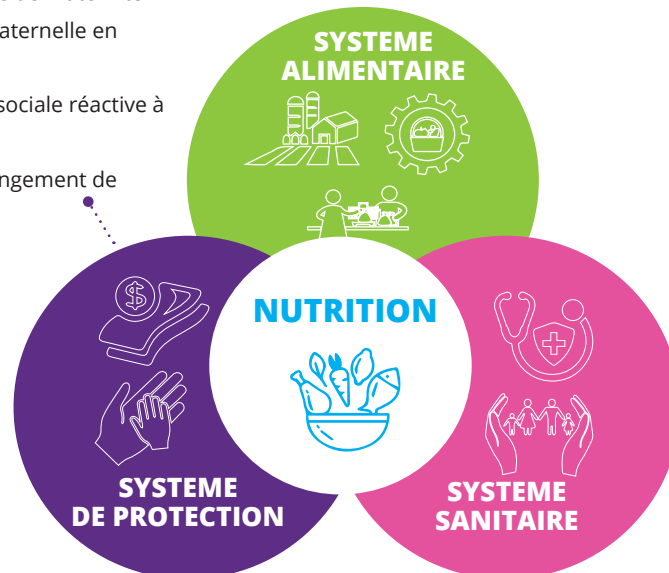 aternelle en
sociale réactive à
ngement de
SYSTEME
ALIMENTAIRE
$
NUTRITION
SYSTEME
DE PROTECTION
SYSTEME
SANITAIRE